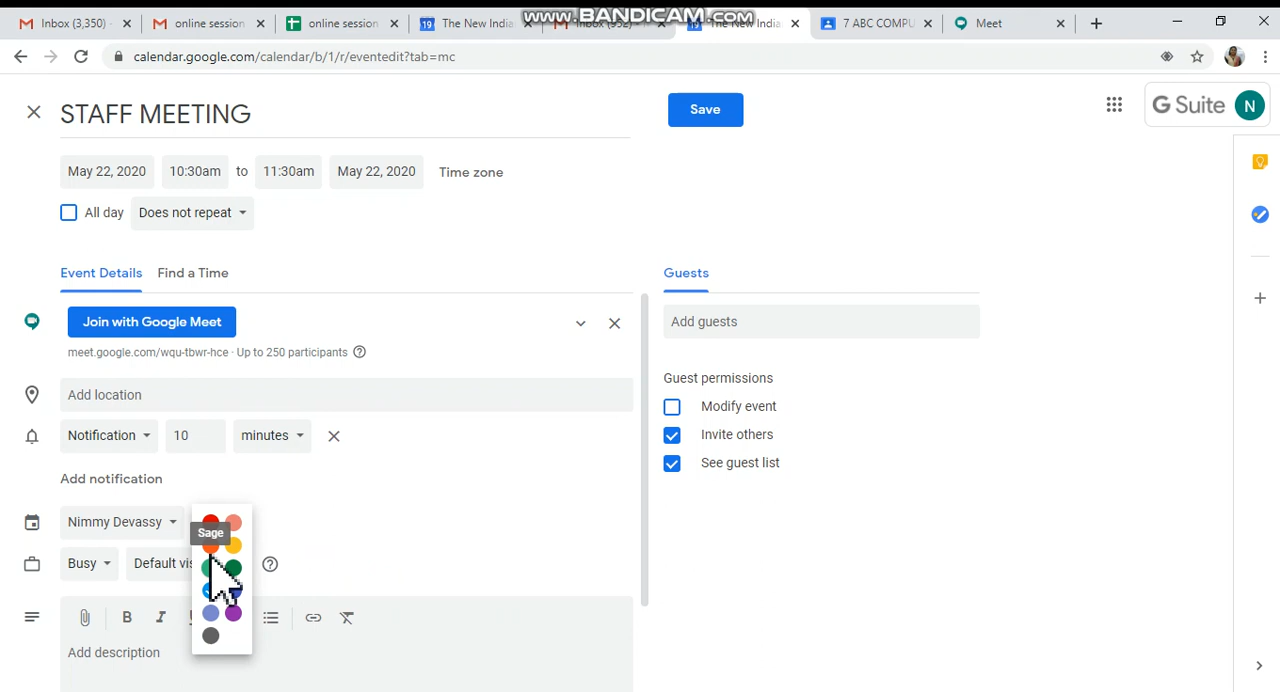 www.BANDICAM.com
Inbox (3,350)
online session
online session
The New India
Inbox (952)
The New India
7 ABC COMPU
Meet
calendar.google.com/calendar/b/1/r/eventedit?tab=mc
STAFF MEETING
Save
G Suite
N
May 22, 2020
10:30am
to
11:30am
May 22, 2020
Time zone
All day
Does not repeat
Event Details
Find a Time
Guests
Join with Google Meet
meet.google.com/wqu-tbwr-hce · Up to 250 participants
Add guests
Guest permissions
Add location
Modify event
Notification
10
minutes
Invite others
See guest list
Add notification
Nimmy Devassy
Sage
Busy
Default vis
B
I
Add description